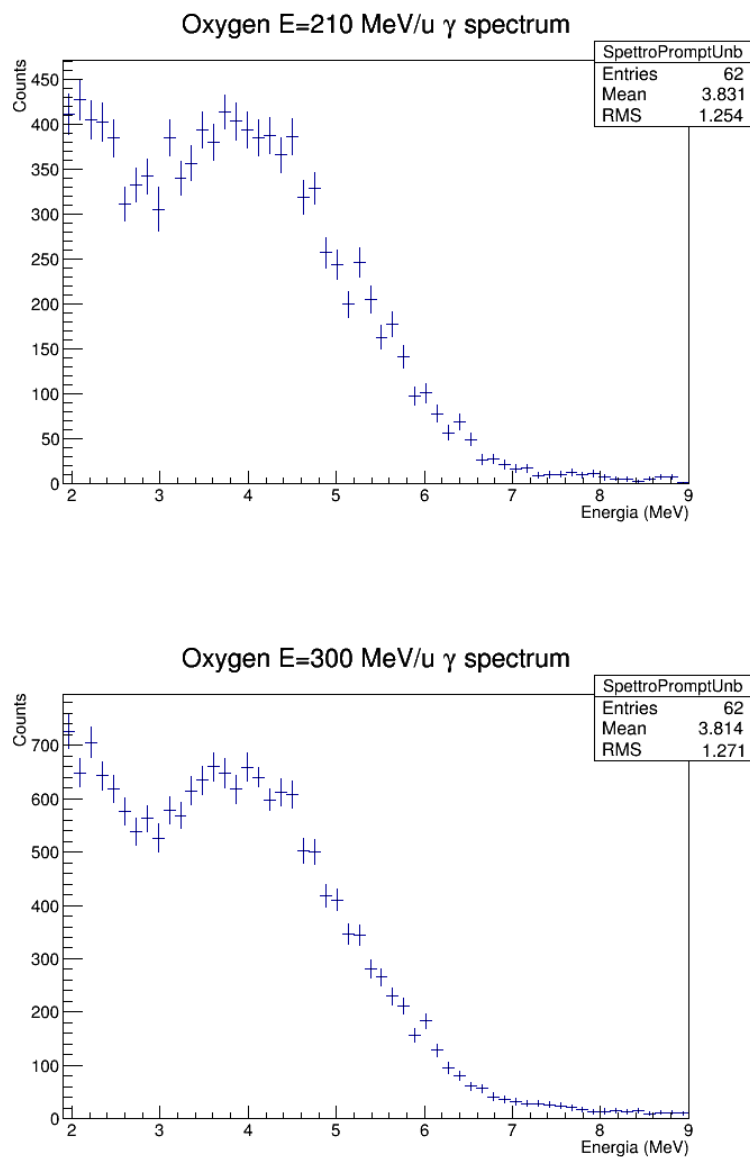 Oxygen E=210 MeV/u γ spectrum
SpettroPromptUnb
Entries 62
Mean 3.831
RMS 1.254
Counts
450
400
350
300
250
200
150
100
50
0
2 3 4 5 6 7 8 9
Energia (MeV)
Oxygen E=300 MeV/u γ spectrum
SpettroPromptUnb
Entries 62
Mean 3.814
RMS 1.271
Counts
700
600
500
400
300
200
100
0
2 3 4 5 6 7 8 9
Energia (MeV)